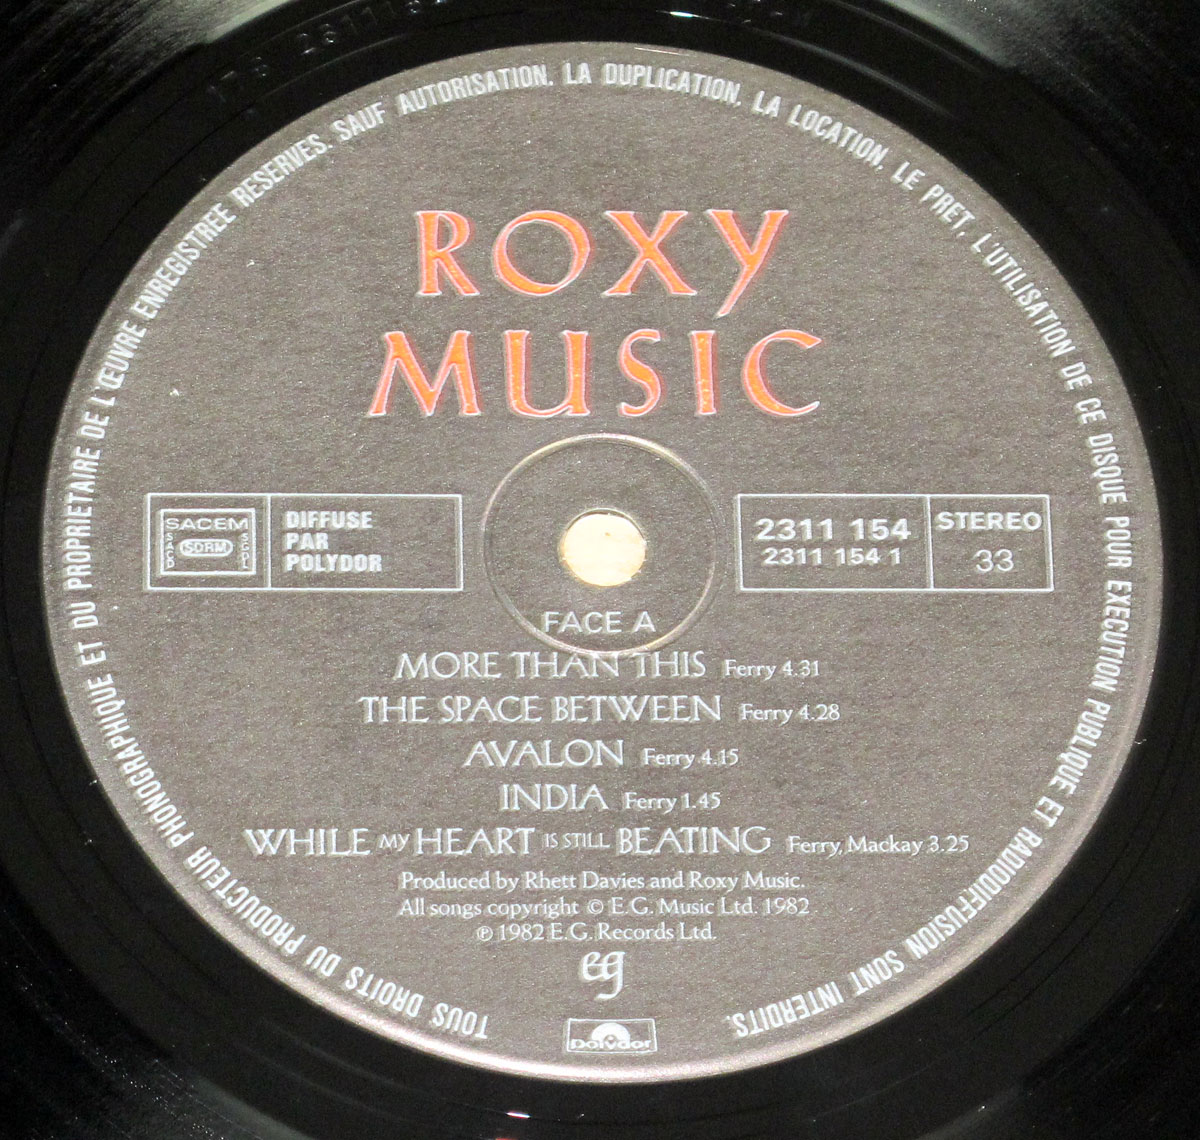 TOUS DROITS DU PRODUCTEUR PHONOGRAPHIQUE ET DU PROPRIETAIRE DE L'ŒUVRE ENREGISTREE RESERVES. SAUF AUTORISATION. LA DUPLICATION, LA LOCATION, LE PRET, L'UTILISATION DE CE DISQUE POUR EXECUTION PUBLIQUE ET RADIODIFFUSION SONT INTERDITS.
ROXY
MUSIC
SACEM
SACD SDRM SGDL
DIFFUSE
PAR
POLYDOR
2311 154
2311 154 1
STEREO
33
FACE A
MORE THAN THIS Ferry 4.31
THE SPACE BETWEEN Ferry 4.28
AVALON Ferry 4.15
INDIA Ferry 1.45
WHILE MY HEART IS STILL BEATING Ferry, Mackay 3.25
Produced by Rhett Davies and Roxy Music.
All songs copyright © E.G. Music Ltd. 1982
℗ 1982 E.G. Records Ltd.
eg
Polydor